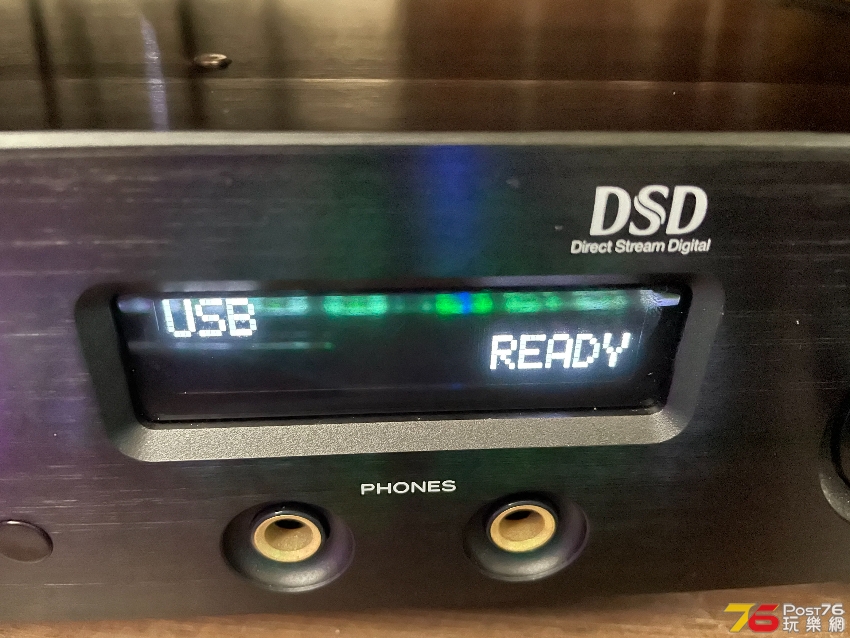 DSD
Direct Stream Digital
USB
READY
PHONES
76 Post76
玩樂網